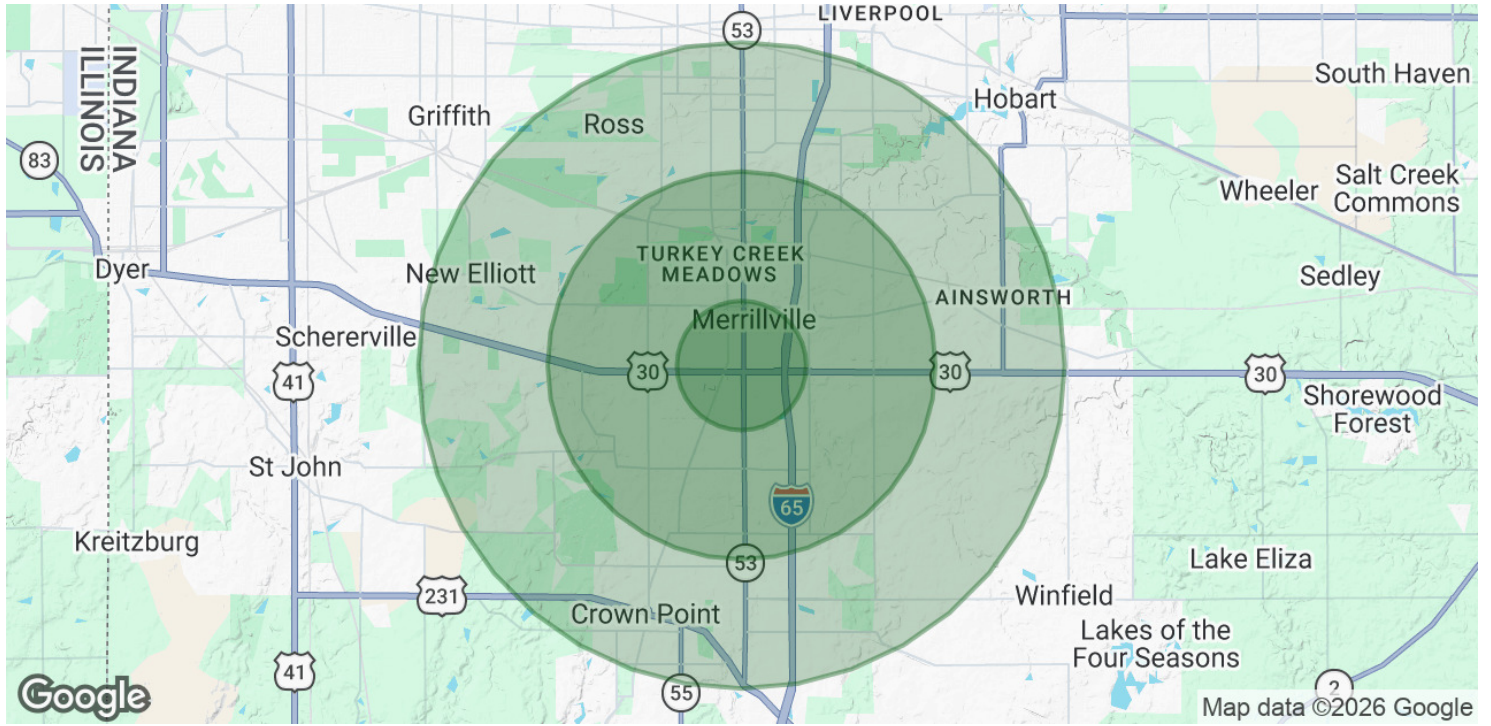 LIVERPOOL
53
South Haven
INDIANA
ILLINOIS
Griffith
Ross
Hobart
83
Wheeler
Salt Creek
Commons
TURKEY CREEK
MEADOWS
Dyer
New Elliott
Sedley
AINSWORTH
Merrillville
Schererville
41
30
30
30
Shorewood
Forest
St John
65
Kreitzburg
53
Lake Eliza
231
Winfield
Crown Point
Lakes of the
Four Seasons
41
55
2
Google
Map data ©2026 Google